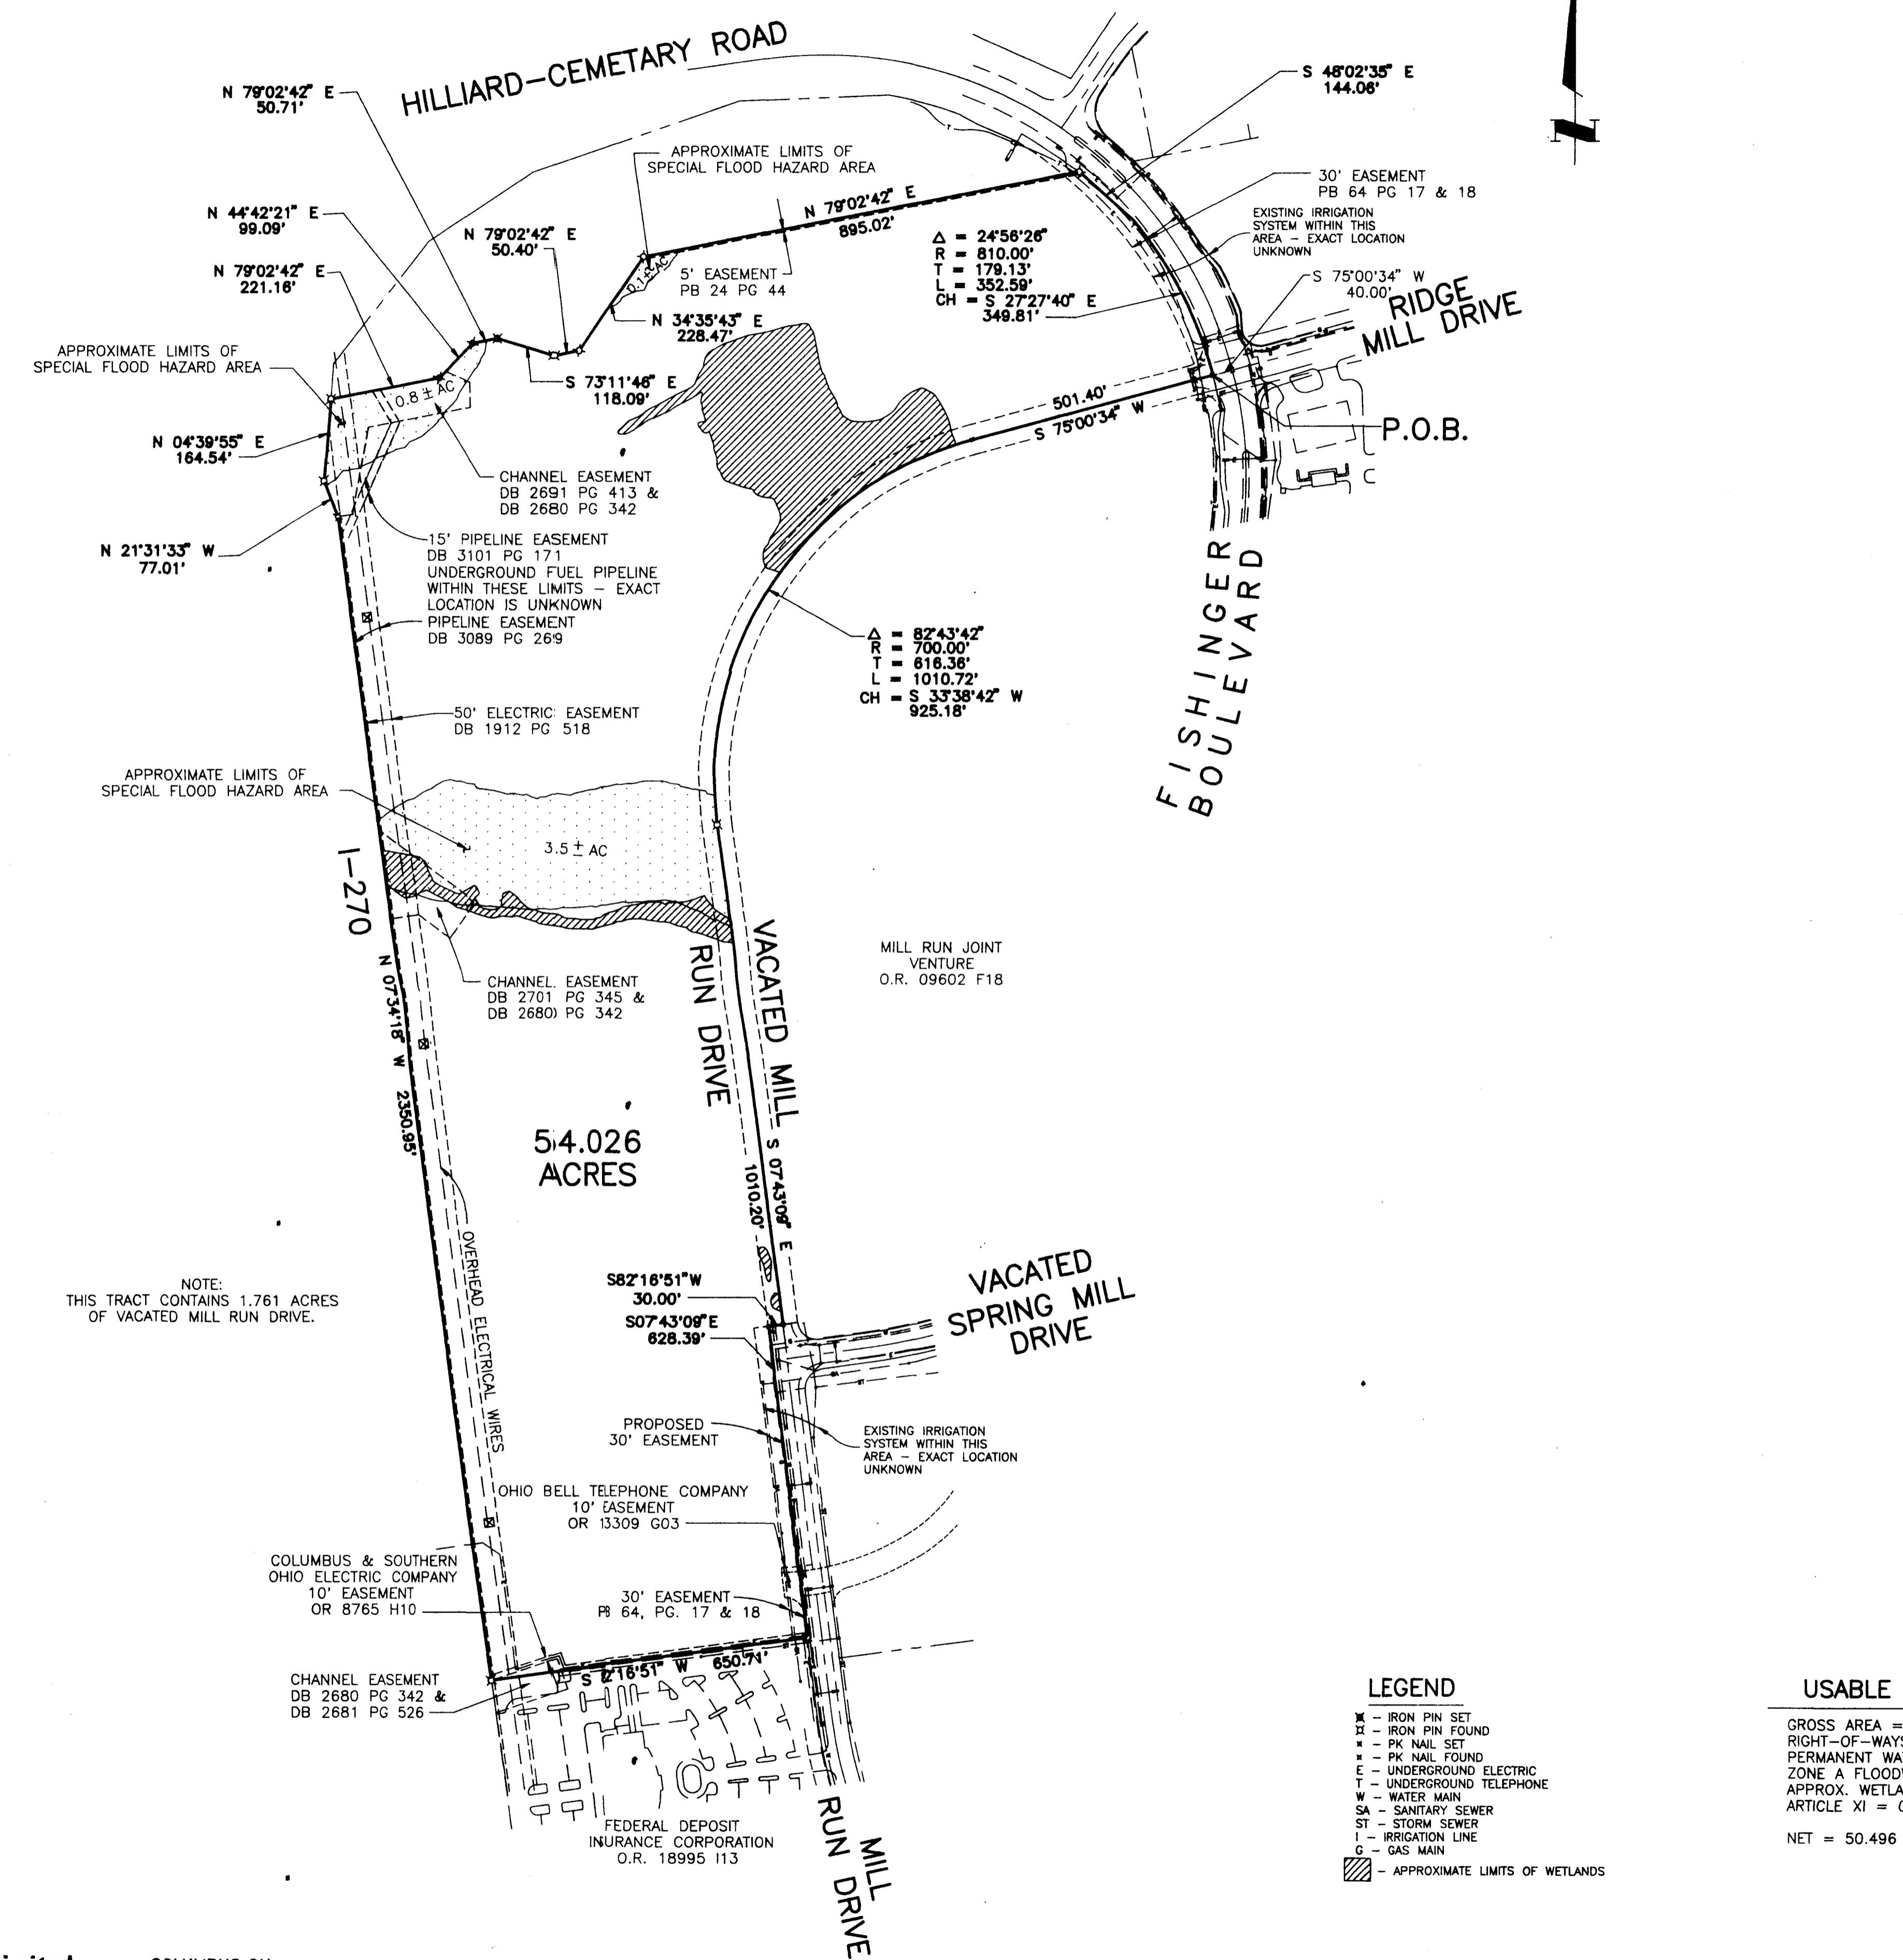 HILLIARD-CEMETARY ROAD
N 79°02'42" E
50.71'
S 48°02'35" E
144.06'
APPROXIMATE LIMITS OF
SPECIAL FLOOD HAZARD AREA
30' EASEMENT
PB 64 PG 17 & 18
N 44°42'21" E
99.09'
N 79°02'42" E
50.40'
N 79°02'42" E
895.02'
EXISTING IRRIGATION
SYSTEM WITHIN THIS
AREA - EXACT LOCATION
UNKNOWN
Δ = 24°56'26"
R = 810.00'
T = 179.13'
L = 352.59'
CH = S 27°27'40" E
349.81'
N 79°02'42" E
221.16'
5' EASEMENT
PB 24 PG 44
S 75°00'34" W
40.00'
RIDGE
MILL DRIVE
N 34°35'43" E
228.47'
APPROXIMATE LIMITS OF
SPECIAL FLOOD HAZARD AREA
0.8 ± AC
S 73°11'46" E
118.09'
501.40'
S 75°00'34" W
P.O.B.
N 04°39'55" E
164.54'
CHANNEL EASEMENT
DB 2691 PG 413 &
DB 2680 PG 342
N 21°31'33" W
77.01'
15' PIPELINE EASEMENT
DB 3101 PG 171
UNDERGROUND FUEL PIPELINE
WITHIN THESE LIMITS - EXACT
LOCATION IS UNKNOWN
PIPELINE EASEMENT
DB 3089 PG 269
FISHINGER
BOULEVARD
Δ = 82°43'42"
R = 700.00'
T = 616.36'
L = 1010.72'
CH = S 33°38'42" W
925.18'
50' ELECTRIC EASEMENT
DB 1912 PG 518
APPROXIMATE LIMITS OF
SPECIAL FLOOD HAZARD AREA
3.5 ± AC
I-270
VACATED MILL
RUN DRIVE
MILL RUN JOINT
VENTURE
O.R. 09602 F18
CHANNEL EASEMENT
DB 2701 PG 345 &
DB 2680 PG 342
N 07°34'18" W 2350.95'
54.026
ACRES
S 07°43'09" E
1010.20'
OVERHEAD ELECTRICAL WIRES
NOTE:
THIS TRACT CONTAINS 1.761 ACRES
OF VACATED MILL RUN DRIVE.
S82°16'51"W
30.00'
S07°43'09"E
628.39'
VACATED
SPRING MILL
DRIVE
PROPOSED
30' EASEMENT
EXISTING IRRIGATION
SYSTEM WITHIN THIS
AREA - EXACT LOCATION
UNKNOWN
OHIO BELL TELEPHONE COMPANY
10' EASEMENT
OR 13309 G03
COLUMBUS & SOUTHERN
OHIO ELECTRIC COMPANY
10' EASEMENT
OR 8765 H10
30' EASEMENT
PB 64, PG. 17 & 18
S 2°16'51" W 650.71'
CHANNEL EASEMENT
DB 2680 PG 342 &
DB 2681 PG 526
FEDERAL DEPOSIT
INSURANCE CORPORATION
O.R. 18995 I13
MILL
RUN DRIVE
LEGEND
- IRON PIN SET
- IRON PIN FOUND
- PK NAIL SET
- PK NAIL FOUND
E - UNDERGROUND ELECTRIC
T - UNDERGROUND TELEPHONE
W - WATER MAIN
SA - SANITARY SEWER
ST - STORM SEWER
I - IRRIGATION LINE
G - GAS MAIN
- APPROXIMATE LIMITS OF WETLANDS
USABLE
GROSS AREA =
RIGHT-OF-WAYS
PERMANENT WA
ZONE A FLOOD
APPROX. WETLA
ARTICLE XI =
NET = 50.496